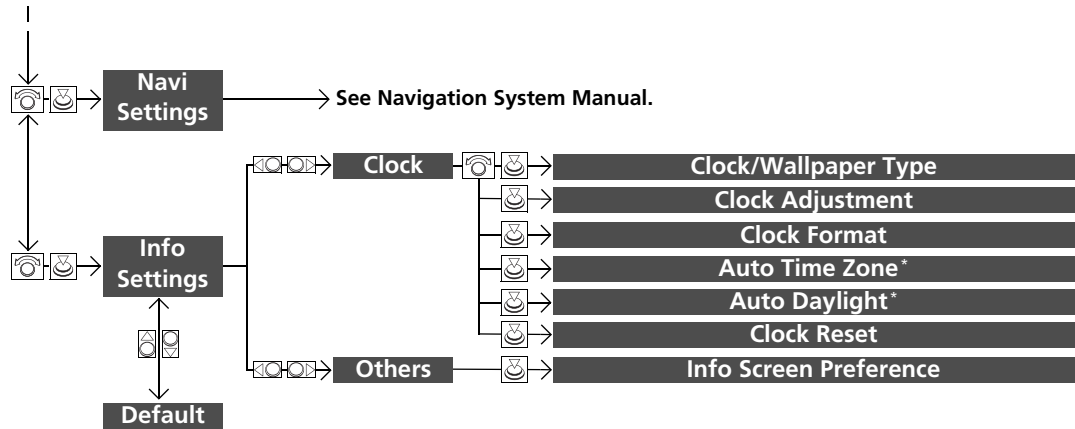 Navi
Settings
See Navigation System Manual.
Clock
Clock/Wallpaper Type
Clock Adjustment
Clock Format
Info
Settings
Auto Time Zone*
Auto Daylight*
Clock Reset
Others
Info Screen Preference
Default